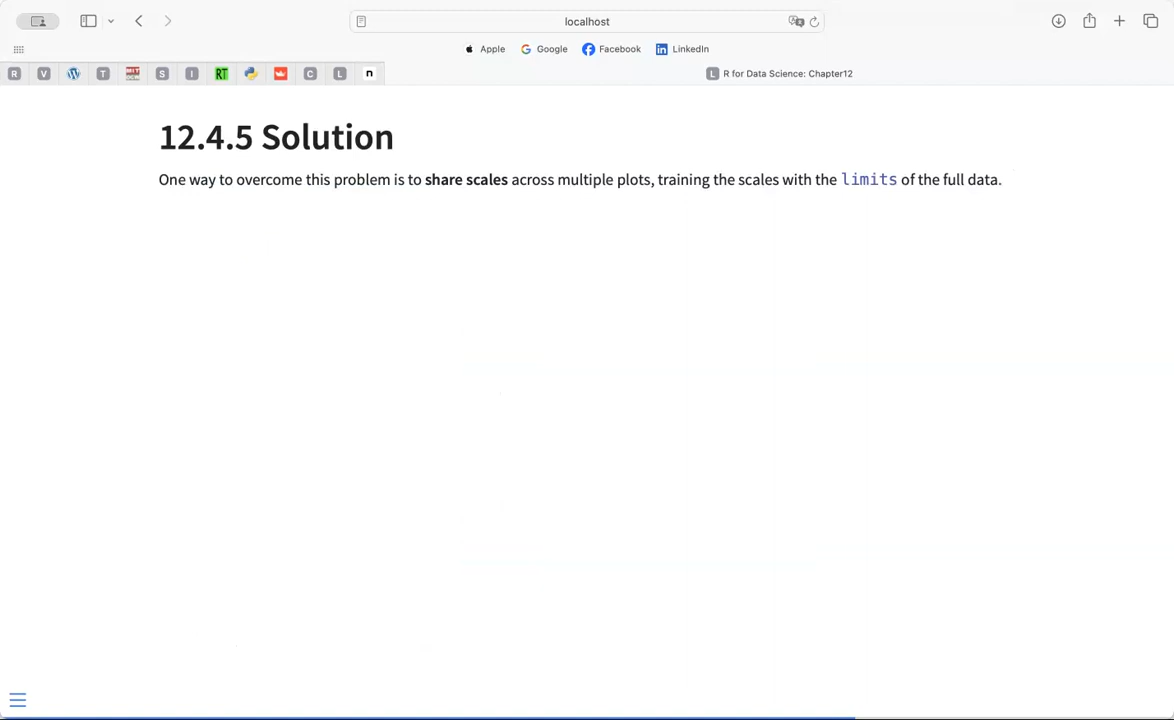 localhost
Apple Google Facebook LinkedIn
R V T S I RT C L n L R for Data Science: Chapter12
12.4.5 Solution
One way to overcome this problem is to share scales across multiple plots, training the scales with the limits of the full data.